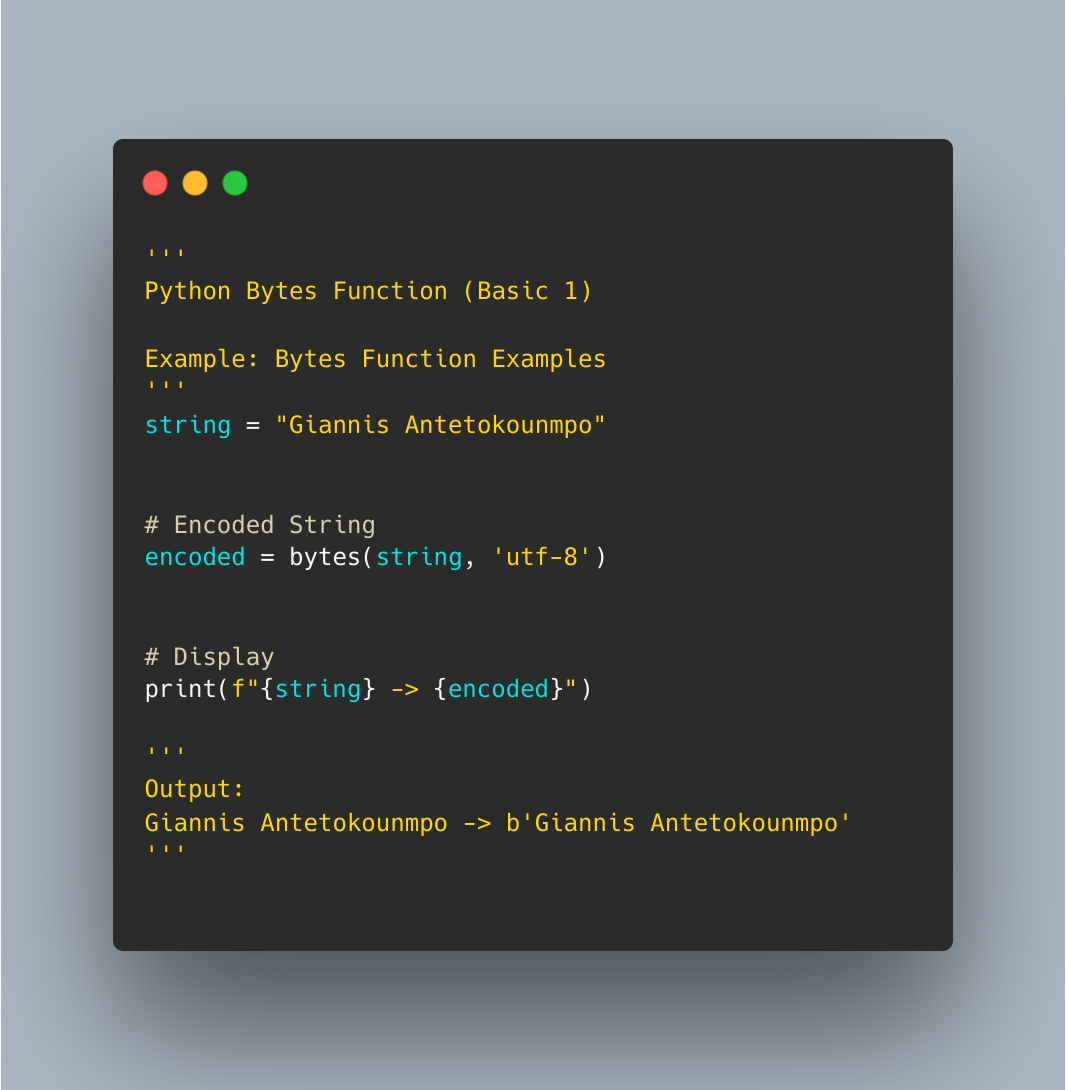 '''
Python Bytes Function (Basic 1)
Example: Bytes Function Examples
'''
string = "Giannis Antetokounmpo"
# Encoded String
encoded = bytes(string, 'utf-8')
# Display
print(f"{string} -> {encoded}")
'''
Output:
Giannis Antetokounmpo -> b'Giannis Antetokounmpo'
'''